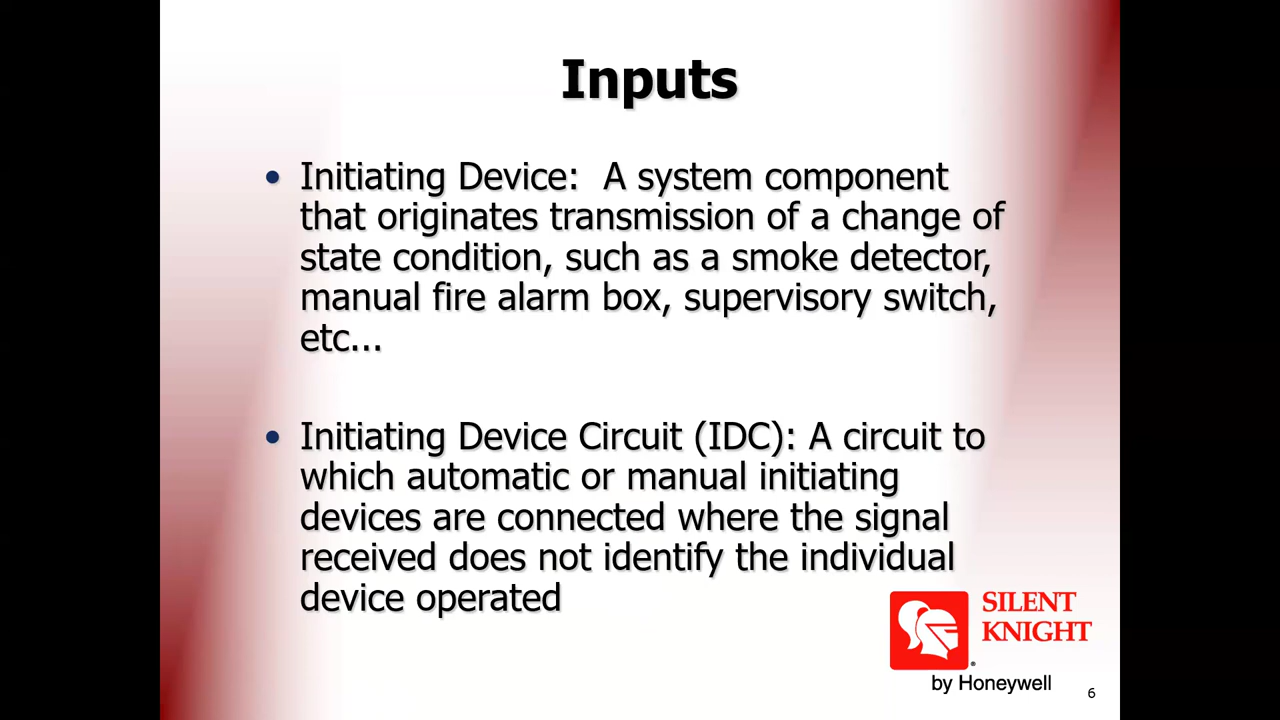 Inputs
• Initiating Device:  A system component
that originates transmission of a change of
state condition, such as a smoke detector,
manual fire alarm box, supervisory switch,
etc...
• Initiating Device Circuit (IDC): A circuit to
which automatic or manual initiating
devices are connected where the signal
received does not identify the individual
device operated
SILENT
KNIGHT
®
by Honeywell
6